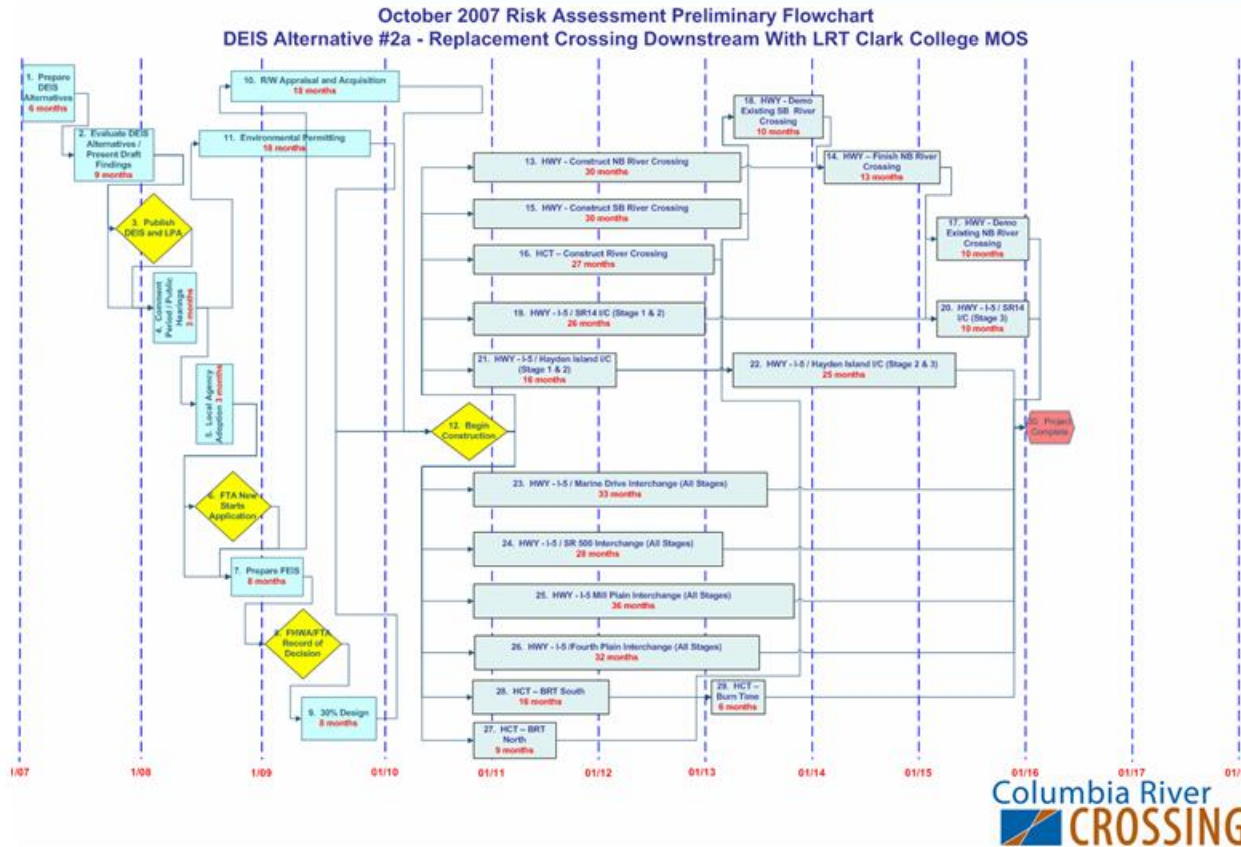 October 2007 Risk Assessment Preliminary Flowchart
DEIS Alternative #2a - Replacement Crossing Downstream With LRT Clark College MOS
1. Prepare
DEIS
Alternatives
6 months
2. Evaluate DEIS
Alternatives /
Present Draft
Findings
9 months
3. Publish
DEIS and LPA
4. Comment
Period / Public
Hearings
3 months
5. Local Agency
Adoption 3 months
6. FTA New
Starts
Application
7. Prepare FEIS
8 months
8. FHWA/FTA
Record of
Decision
9. 30% Design
8 months
10. R/W Appraisal and Acquisition
18 months
11. Environmental Permitting
18 months
12. Begin
Construction
13. HWY - Construct NB River Crossing
30 months
18. HWY - Demo
Existing SB River
Crossing
10 months
14. HWY – Finish NB River
Crossing
13 months
15. HWY- Construct SB River Crossing
30 months
16. HCT – Construct River Crossing
27 months
17. HWY - Demo
Existing NB River
Crossing
10 months
19. HWY - I-5 / SR14 I/C (Stage 1 & 2)
26 months
20. HWY - I-5 / SR14
I/C (Stage 3)
10 months
21. HWY - I-5 / Hayden Island I/C
(Stage 1 & 2)
16 months
22. HWY - I-5 / Hayden Island I/C (Stage 2 & 3)
25 months
30. Project
Complete
23. HWY - I-5 / Marine Drive Interchange (All Stages)
33 months
24. HWY - I-5 / SR 500 Interchange (All Stages)
28 months
25. HWY - I-5 Mill Plain Interchange (All Stages)
36 months
26. HWY - I-5 /Fourth Plain Interchange (All Stages)
32 months
28. HCT – BRT South
16 months
29. HCT –
Burn Time
6 months
27. HCT – BRT
North
9 months
1/07 1/08 1/09 01/10 01/11 01/12 01/13 01/14 01/15 01/16 01/17 01/
Columbia River
CROSSING